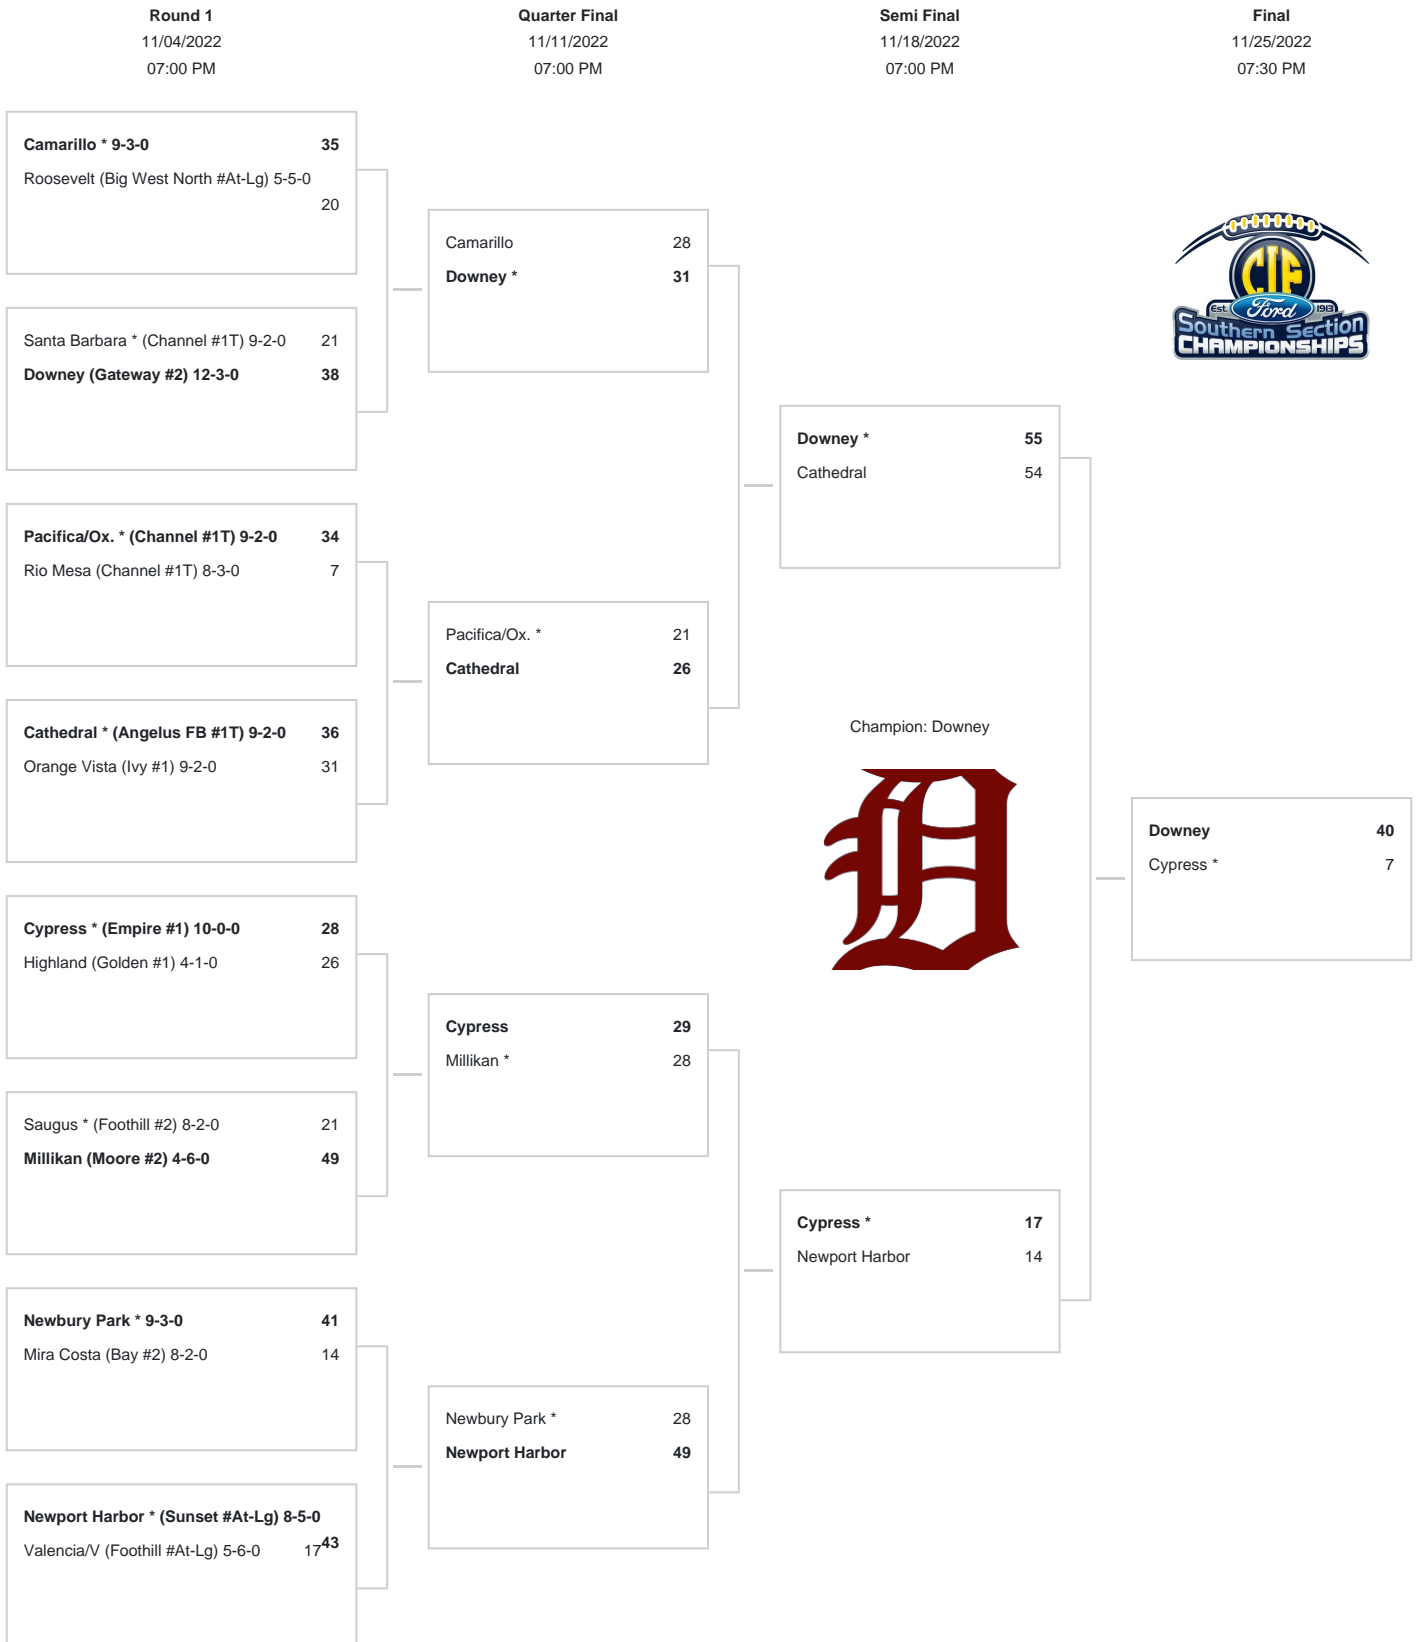 Round 1
11/04/2022
07:00 PM
Quarter Final
11/11/2022
07:00 PM
Semi Final
11/18/2022
07:00 PM
Final
11/25/2022
07:30 PM
Camarillo * 9-3-0 35
Roosevelt (Big West North #At-Lg) 5-5-0
20
Santa Barbara * (Channel #1T) 9-2-0 21
Downey (Gateway #2) 12-3-0 38
Pacifica/Ox. * (Channel #1T) 9-2-0 34
Rio Mesa (Channel #1T) 8-3-0 7
Cathedral * (Angelus FB #1T) 9-2-0 36
Orange Vista (Ivy #1) 9-2-0 31
Cypress * (Empire #1) 10-0-0 28
Highland (Golden #1) 4-1-0 26
Saugus * (Foothill #2) 8-2-0 21
Millikan (Moore #2) 4-6-0 49
Newbury Park * 9-3-0 41
Mira Costa (Bay #2) 8-2-0 14
Newport Harbor * (Sunset #At-Lg) 8-5-0
43
Valencia/V (Foothill #At-Lg) 5-6-0 17
Camarillo 28
Downey * 31
Pacifica/Ox. * 21
Cathedral 26
Cypress 29
Millikan * 28
Newbury Park * 28
Newport Harbor 49
Downey * 55
Cathedral 54
Champion: Downey
D
Cypress * 17
Newport Harbor 14
CIF
Est. Ford 1913
Southern Section
CHAMPIONSHIPS
Downey 40
Cypress * 7